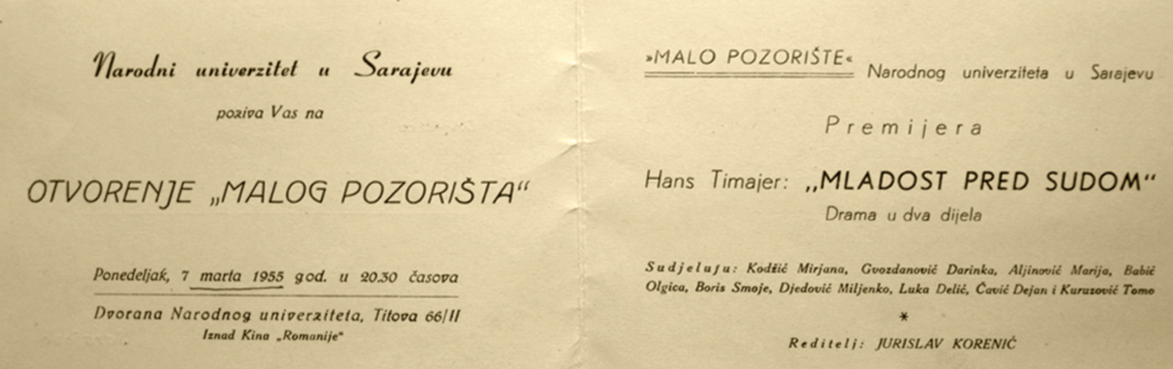 Narodni univerzitet u Sarajevu
poziva Vas na
OTVORENJE „MALOG POZORIŠTA“
Ponedeljak, 7 marta 1955 god. u 20.30 časova
Dvorana Narodnog univerziteta, Titova 66/II
Iznad Kina „Romanije“
»MALO POZORIŠTE« Narodnog univerziteta u Sarajevu
Premijera
Hans Timajer: „MLADOST PRED SUDOM“
Drama u dva dijela
Sudjeluju: Kodžić Mirjana, Gvozdanović Darinka, Aljinović Marija, Babić
Olgica, Boris Smoje, Djedović Miljenko, Luka Delić, Čavić Dejan i Kurazović Tomo
*
Reditelj: JURISLAV KORENIĆ